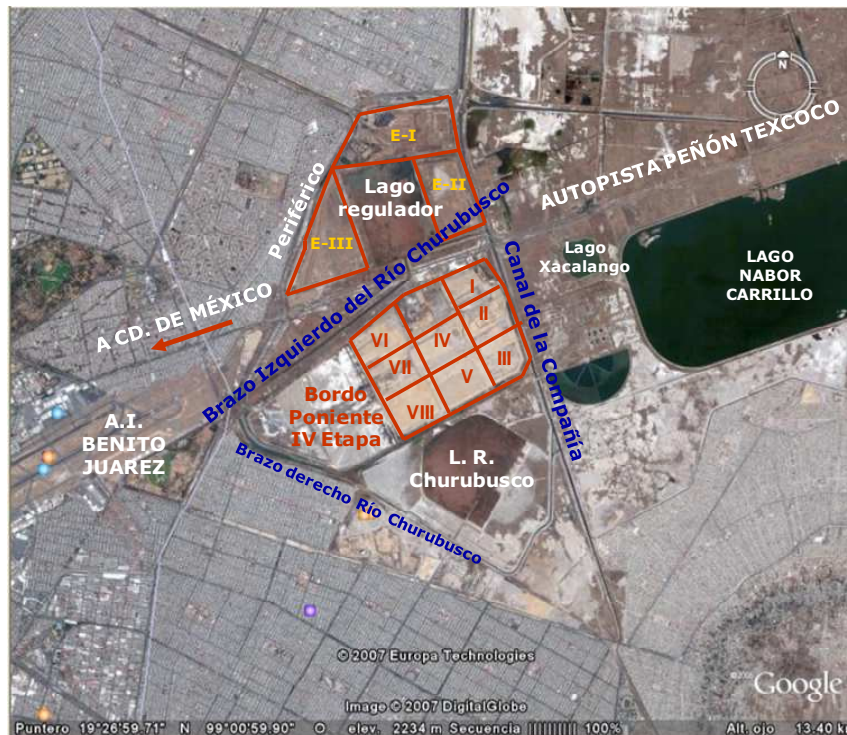 N
AUTOPISTA PEÑÓN TEXCOCO
E-I
Periférico
Lago
regulador
E-II
E-III
Lago
Xacalango
LAGO
NABOR
CARRILLO
A CD. DE MÉXICO
Brazo Izquierdo del Río Churubusco
Canal de la Compañía
I
II
III
IV
V
VI
VII
VIII
Bordo
Poniente
IV Etapa
A.I.
BENITO
JUAREZ
L. R.
Churubusco
Brazo derecho Río Churubusco
© 2007 Europa Technologies
Image © 2007 DigitalGlobe
Google
Puntero 19°26'59.71" N 99°00'59.90" O elev. 2234 m Secuencia |||||||||| 100% Alt. ojo 13.40 km